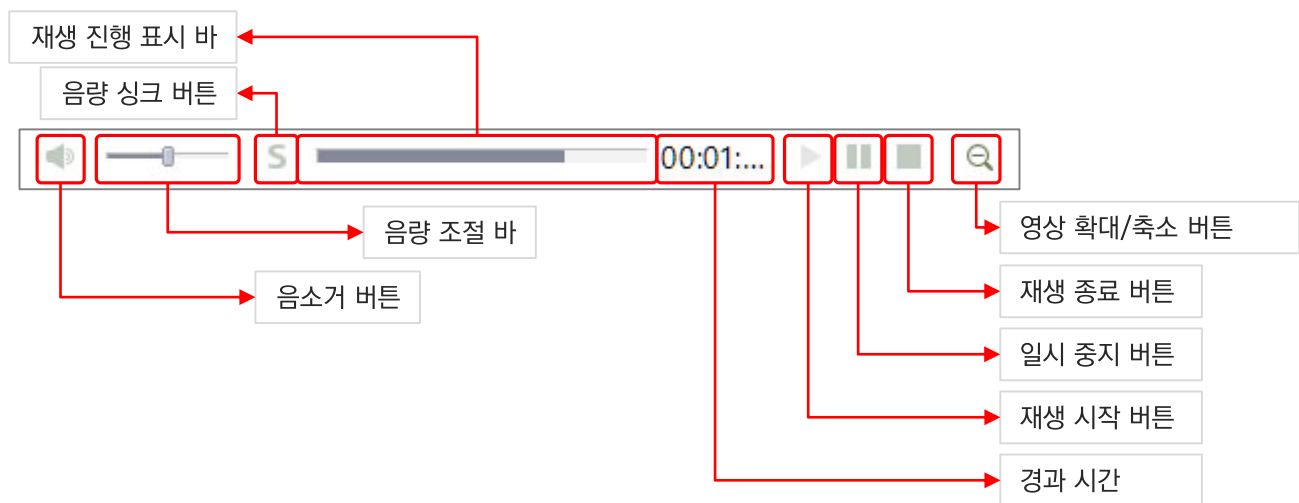 재생 진행 표시 바
음량 싱크 버튼
S
00:01:...
음량 조절 바
영상 확대/축소 버튼
음소거 버튼
재생 종료 버튼
일시 중지 버튼
재생 시작 버튼
경과 시간